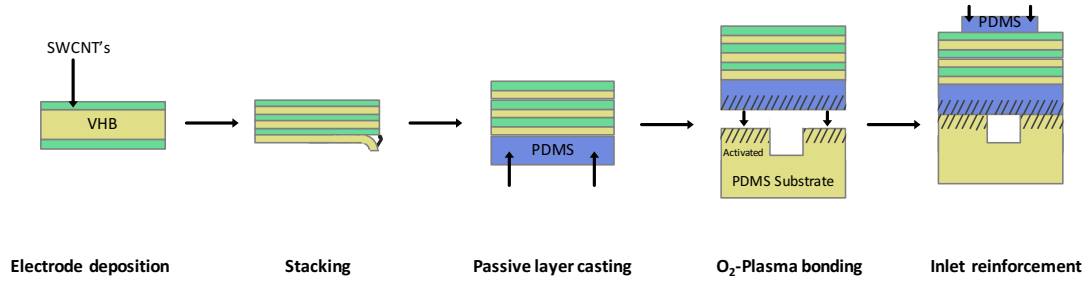 SWCNT's
VHB
PDMS
Activated
PDMS Substrate
PDMS
Electrode deposition
Stacking
Passive layer casting
O₂-Plasma bonding
Inlet reinforcement